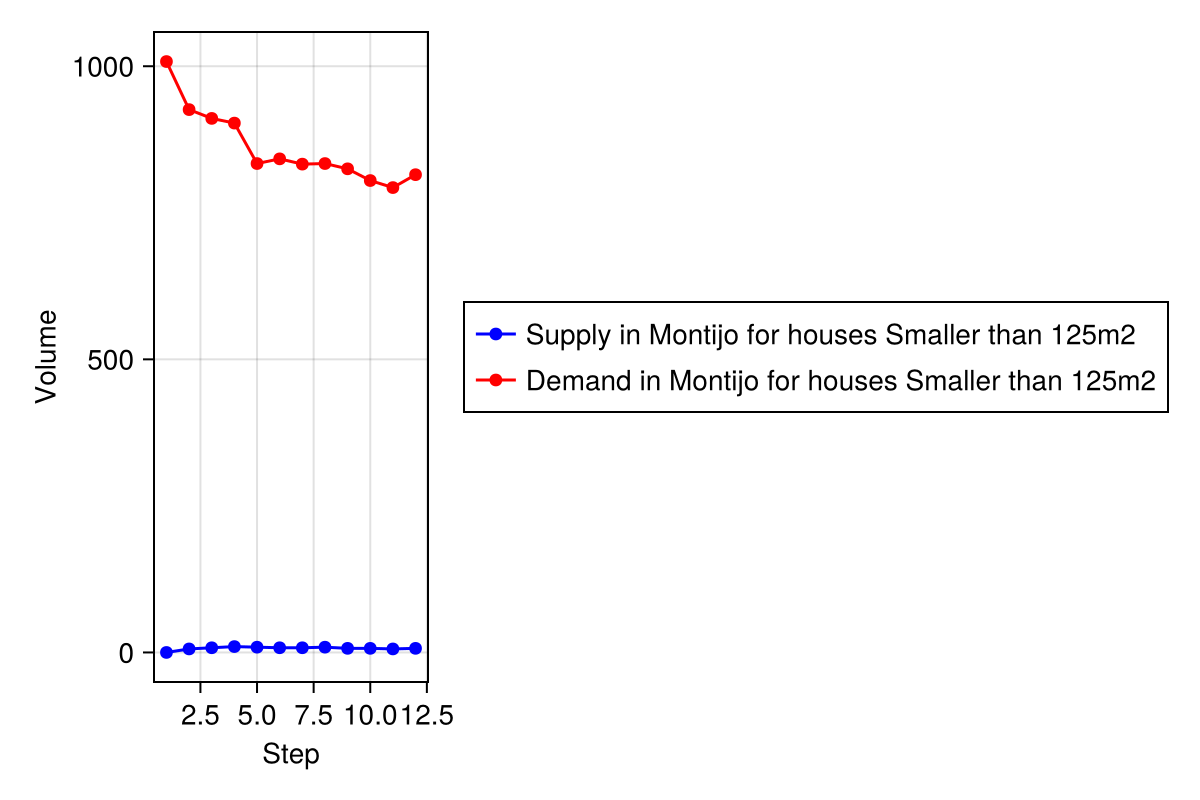 1000
500
0
Volume
2.5 5.0 7.5 10.0 12.5
Step
Supply in Montijo for houses Smaller than 125m2
Demand in Montijo for houses Smaller than 125m2